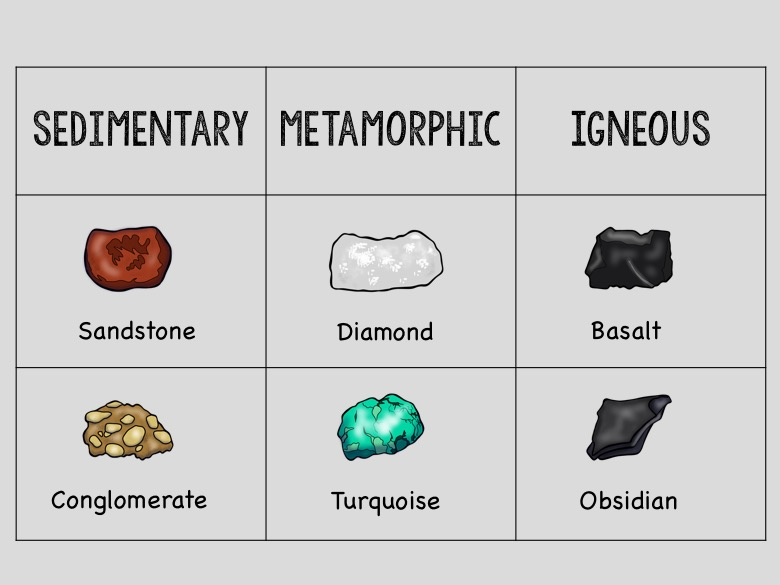 SEDIMENTARY METAMORPHIC IGNEOUS
Sandstone Diamond Basalt
Conglomerate Turquoise Obsidian